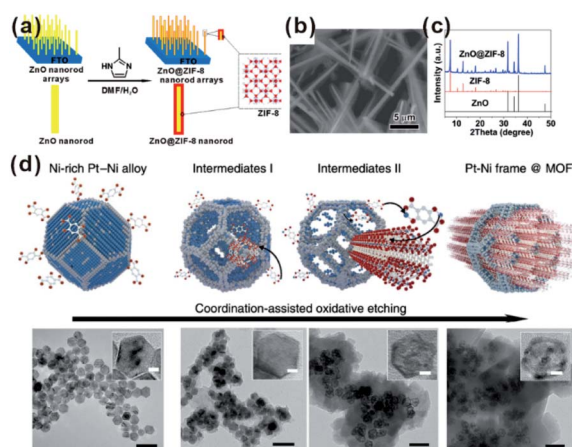 (a)
FTO
ZnO nanorod
arrays
ZnO nanorod
HN
N
DMF/H₂O
FTO
ZnO@ZIF-8
nanorod arrays
ZnO@ZIF-8 nanorod
ZIF-8
(b)
5 μm
(c)
Intensity (a.u.)
ZnO@ZIF-8
ZIF-8
ZnO
10 20 30 40 50
2Theta (degree)
(d)
Ni-rich Pt–Ni alloy
Intermediates I
Intermediates II
Pt-Ni frame @ MOF
Coordination-assisted oxidative etching